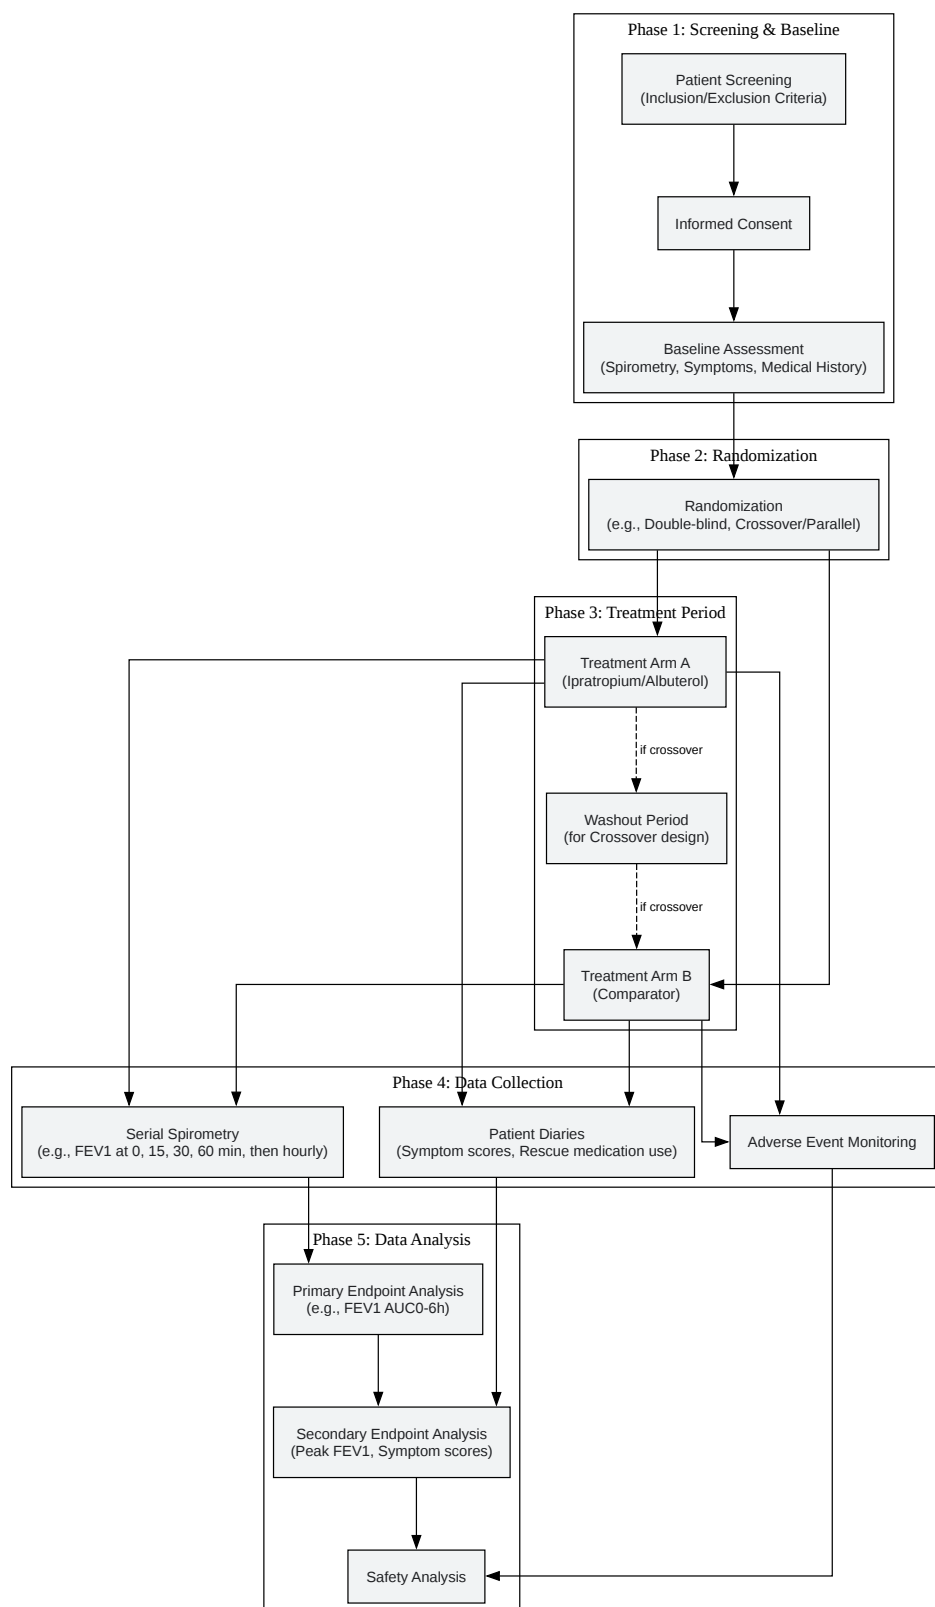 Phase 1: Screening & Baseline
Patient Screening
(Inclusion/Exclusion Criteria)
Informed Consent
Baseline Assessment
(Spirometry, Symptoms, Medical History)
Phase 2: Randomization
Randomization
(e.g., Double-blind, Crossover/Parallel)
Phase 3: Treatment Period
Treatment Arm A
(Ipratropium/Albuterol)
if crossover
Washout Period
(for Crossover design)
if crossover
Treatment Arm B
(Comparator)
Phase 4: Data Collection
Serial Spirometry
(e.g., FEV1 at 0, 15, 30, 60 min, then hourly)
Patient Diaries
(Symptom scores, Rescue medication use)
Adverse Event Monitoring
Phase 5: Data Analysis
Primary Endpoint Analysis
(e.g., FEV1 AUC0-6h)
Secondary Endpoint Analysis
(Peak FEV1, Symptom scores)
Safety Analysis